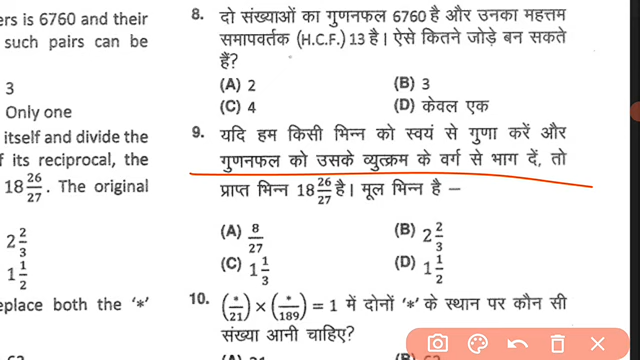 ers is 6760 and their
such pairs can be
3
Only one
itself and divide the
f its reciprocal, the
18 26/27. The original
2 2/3
1 1/2
eplace both the '*'
8. दो संख्याओं का गुणनफल 6760 है और उनका महत्तम
समापवर्तक (H.C.F.) 13 है। ऐसे कितने जोड़े बन सकते
हैं?
(A) 2 (B) 3
(C) 4 (D) केवल एक
9. यदि हम किसी भिन्न को स्वयं से गुणा करें और
गुणनफल को उसके व्युत्क्रम के वर्ग से भाग दें, तो
प्राप्त भिन्न 18 26/27 है। मूल भिन्न है –
(A) 8/27 (B) 2 2/3
(C) 1 1/3 (D) 1 1/2
10. (*/21) × (*/189) = 1 में दोनों '*' के स्थान पर कौन सी
संख्या आनी चाहिए?